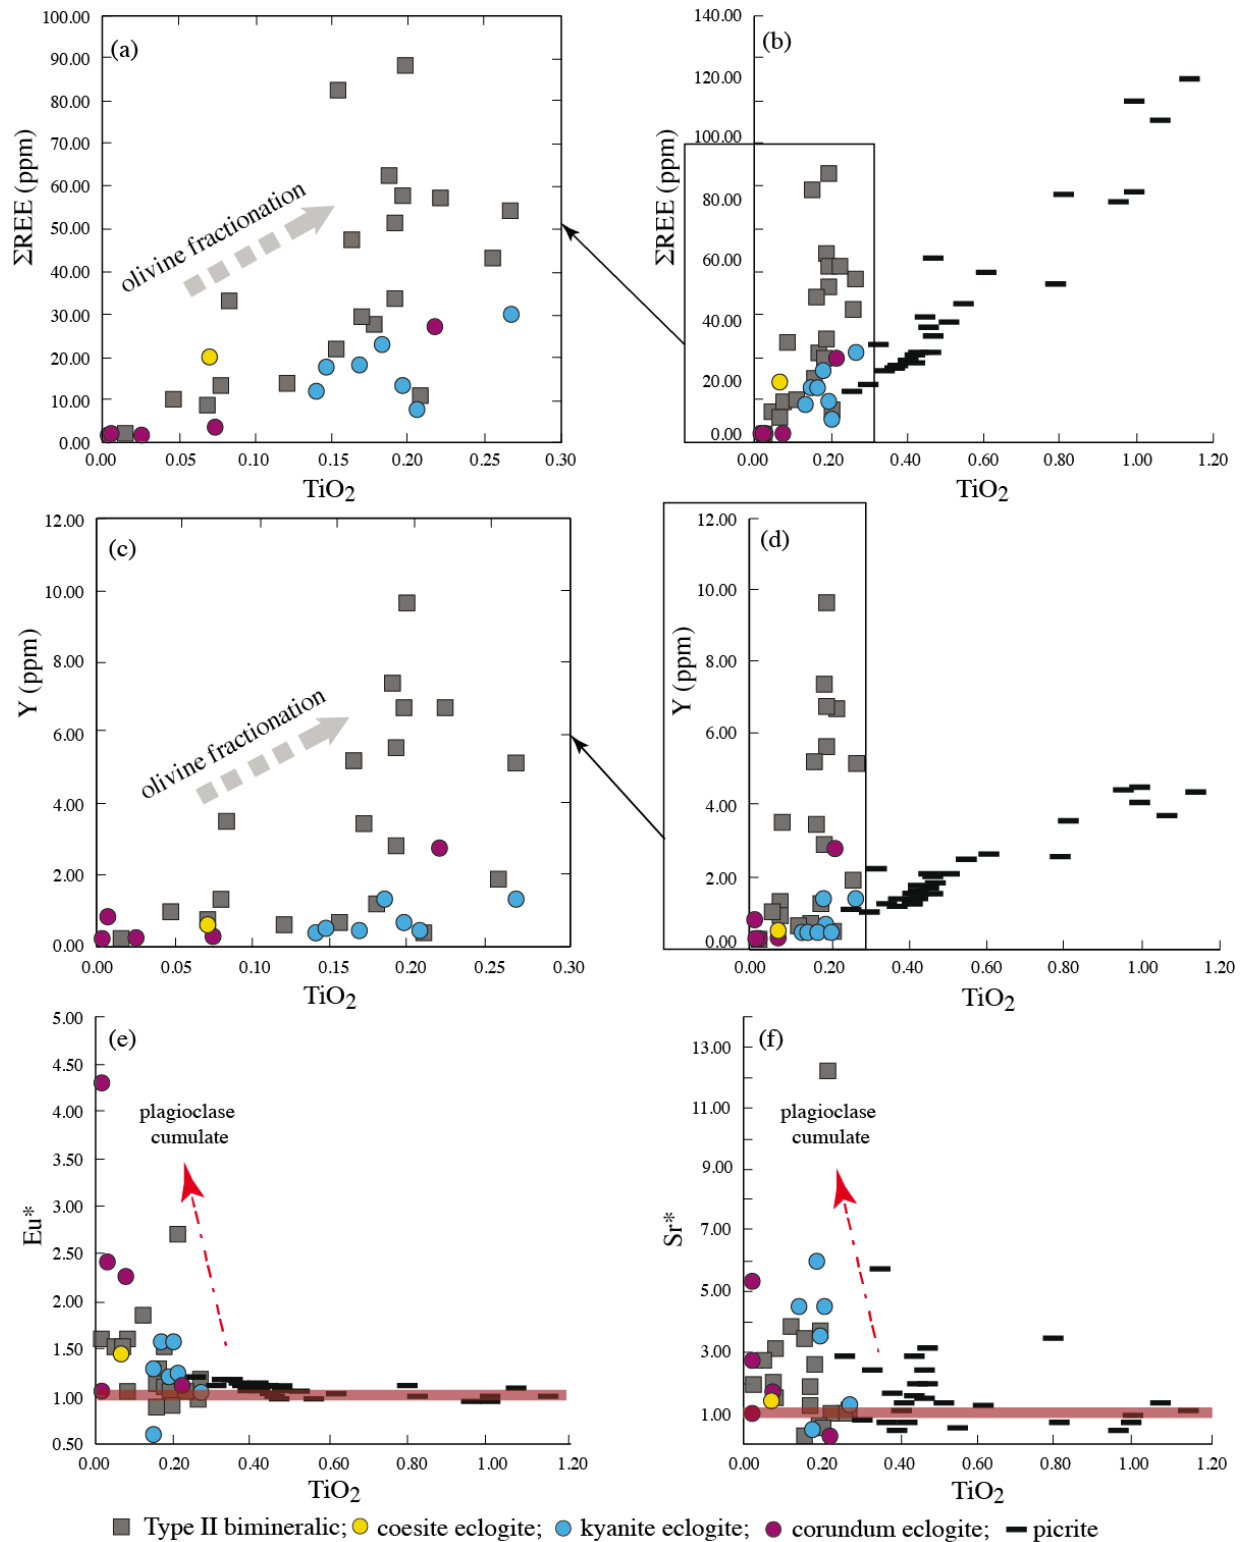 (a)
100.00
90.00
80.00
70.00
60.00
50.00
40.00
30.00
20.00
10.00
0.00
ΣREE (ppm)
olivine fractionation
0.00 0.05 0.10 0.15 0.20 0.25 0.30
TiO2
(b)
140.00
120.00
100.00
80.00
60.00
40.00
20.00
0.00
ΣREE (ppm)
0.00 0.20 0.40 0.60 0.80 1.00 1.20
TiO2
(c)
12.00
10.00
8.00
6.00
4.00
2.00
0.00
Y (ppm)
olivine fractionation
0.00 0.05 0.10 0.15 0.20 0.25 0.30
TiO2
(d)
12.00
10.00
8.00
6.00
4.00
2.00
0.00
Y (ppm)
0.00 0.20 0.40 0.60 0.80 1.00 1.20
TiO2
(e)
5.00
4.50
4.00
3.50
3.00
2.50
2.00
1.50
1.00
0.50
Eu*
plagioclase
cumulate
0.00 0.20 0.40 0.60 0.80 1.00 1.20
TiO2
(f)
13.00
11.00
9.00
7.00
5.00
3.00
1.00
Sr*
plagioclase
cumulate
0.00 0.20 0.40 0.60 0.80 1.00 1.20
TiO2
Type II bimineralic; coesite eclogite; kyanite eclogite; corundum eclogite; picrite